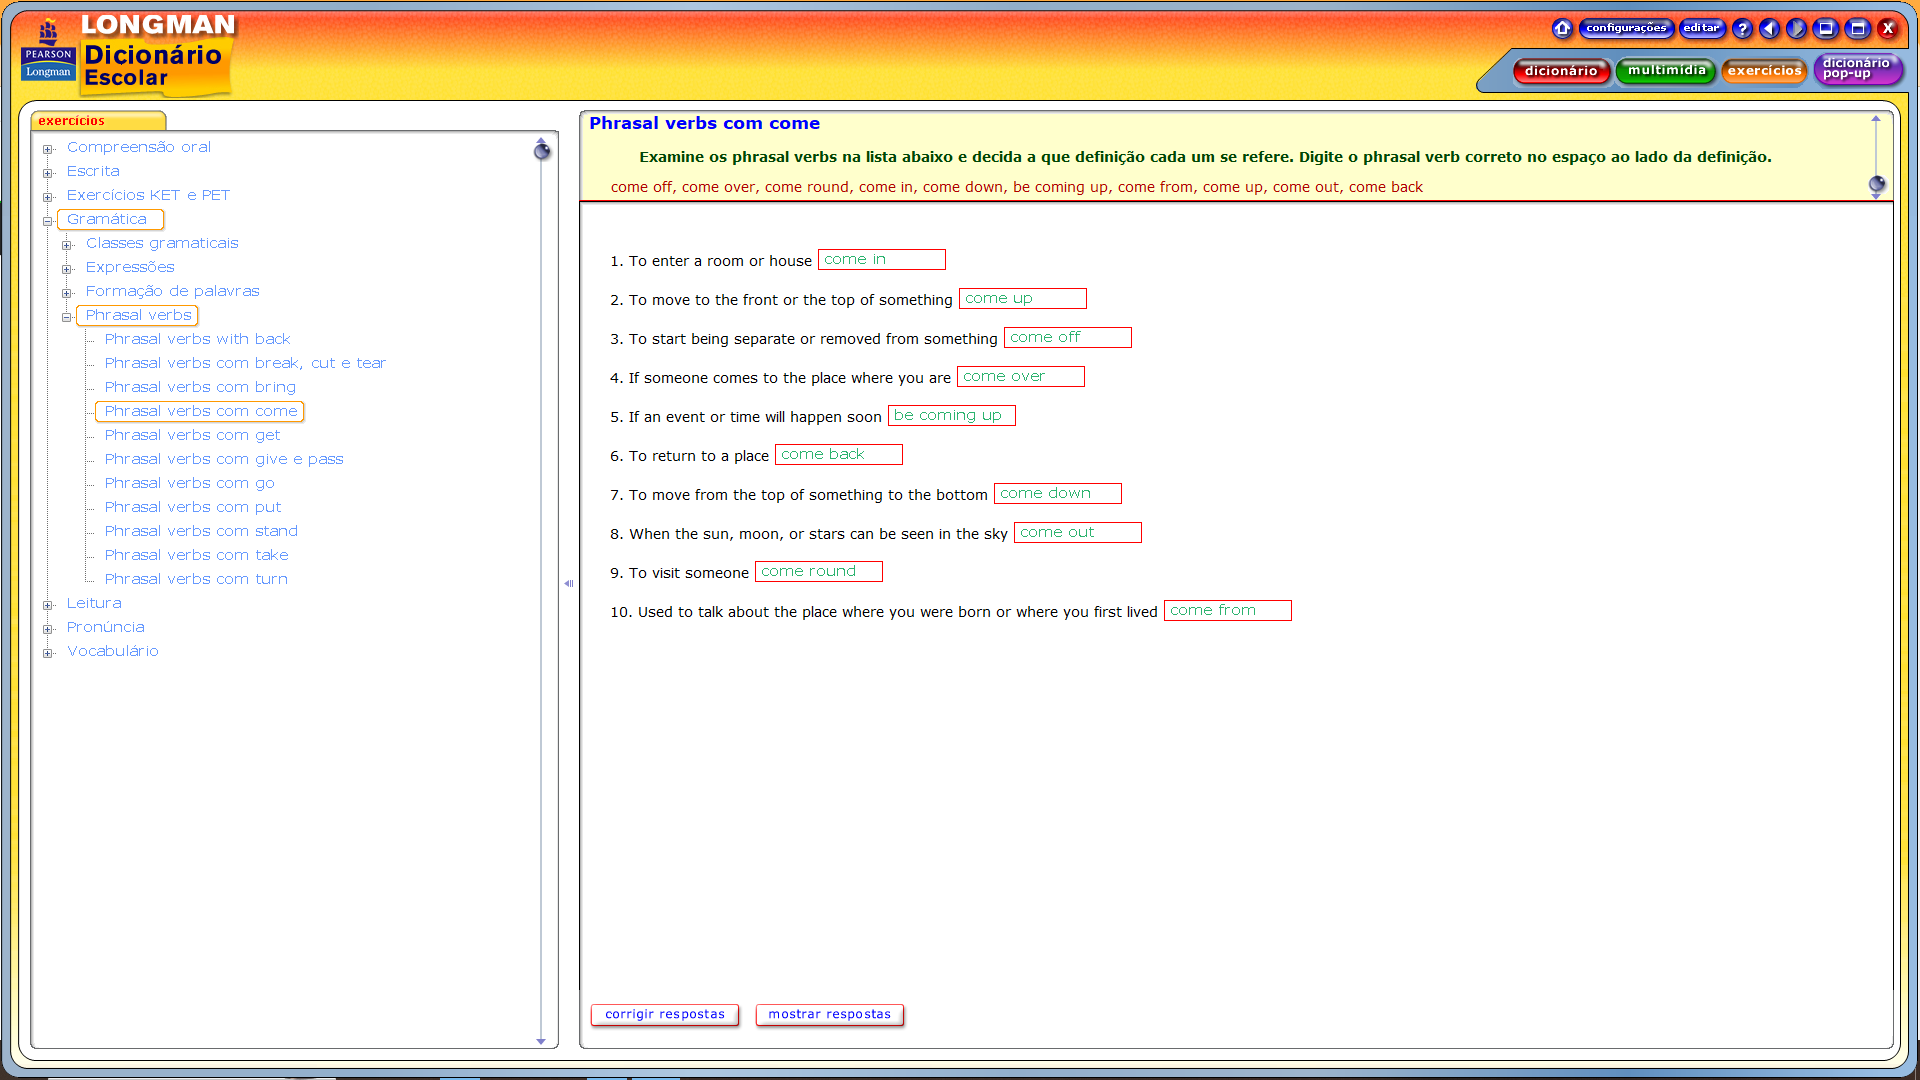 LONGMAN
Dicionário
Escolar
PEARSON
Longman
configurações editar ? X
dicionário multimídia exercícios dicionário pop-up
exercícios
Compreensão oral
Escrita
Exercícios KET e PET
Gramática
Classes gramaticais
Expressões
Formação de palavras
Phrasal verbs
Phrasal verbs with back
Phrasal verbs com break, cut e tear
Phrasal verbs com bring
Phrasal verbs com come
Phrasal verbs com get
Phrasal verbs com give e pass
Phrasal verbs com go
Phrasal verbs com put
Phrasal verbs com stand
Phrasal verbs com take
Phrasal verbs com turn
Leitura
Pronúncia
Vocabulário
Phrasal verbs com come
Examine os phrasal verbs na lista abaixo e decida a que definição cada um se refere. Digite o phrasal verb correto no espaço ao lado da definição.
come off, come over, come round, come in, come down, be coming up, come from, come up, come out, come back
1. To enter a room or house come in
2. To move to the front or the top of something come up
3. To start being separate or removed from something come off
4. If someone comes to the place where you are come over
5. If an event or time will happen soon be coming up
6. To return to a place come back
7. To move from the top of something to the bottom come down
8. When the sun, moon, or stars can be seen in the sky come out
9. To visit someone come round
10. Used to talk about the place where you were born or where you first lived come from
corrigir respostas mostrar respostas